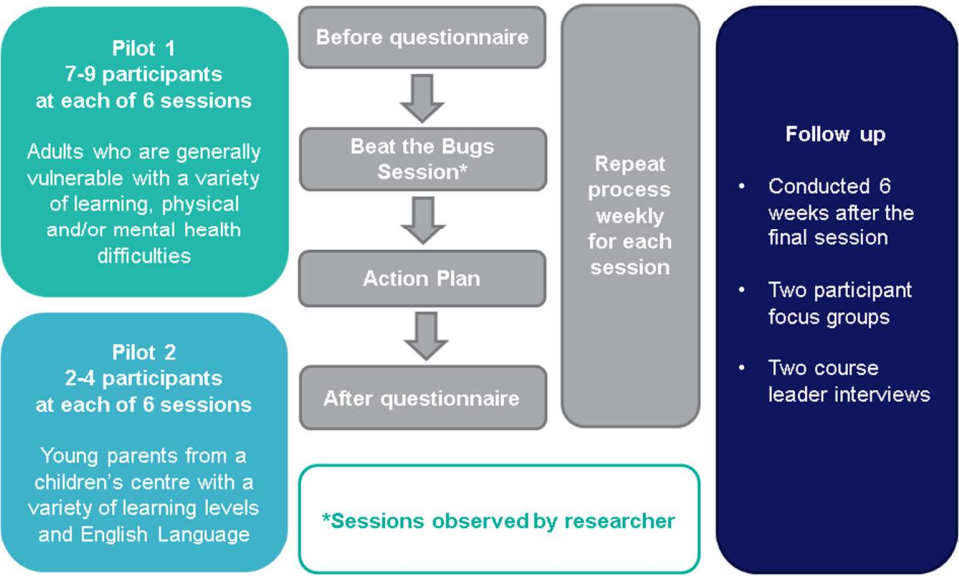 Pilot 1
7-9 participants
at each of 6 sessions
Adults who are generally
vulnerable with a variety
of learning, physical
and/or mental health
difficulties
Pilot 2
2-4 participants
at each of 6 sessions
Young parents from a
children's centre with a
variety of learning levels
and English Language
Before questionnaire
Beat the Bugs
Session*
Action Plan
After questionnaire
Repeat
process
weekly
for each
session
*Sessions observed by researcher
Follow up
• Conducted 6
weeks after the
final session
• Two participant
focus groups
• Two course
leader interviews